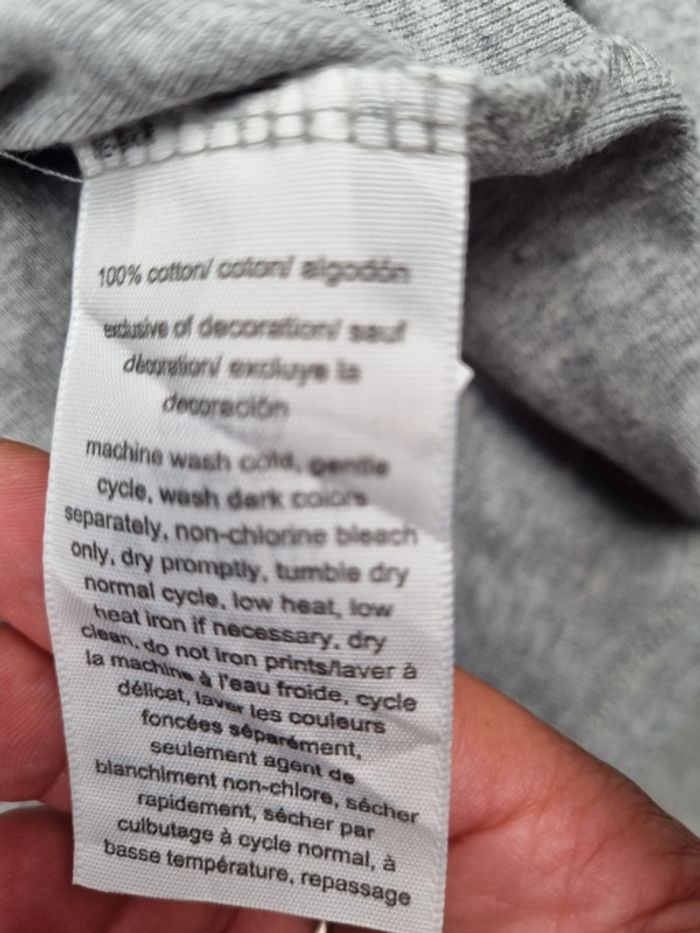 100% cotton/ coton/ algodón
exclusive of decoration/ sauf
décoration/ excluye la
decoración
machine wash cold, gentle
cycle, wash dark colors
separately, non-chlorine bleach
only, dry promptly, tumble dry
normal cycle, low heat, low
heat iron if necessary, dry
clean, do not iron prints/laver à
la machine à l'eau froide, cycle
délicat, laver les couleurs
foncées séparément,
seulement agent de
blanchiment non-chlore, sécher
rapidement, sécher par
culbutage à cycle normal, à
basse température, repassage